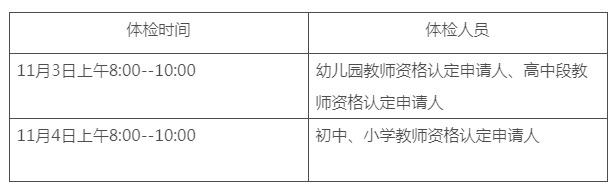 体检时间 体检人员
11月3日上午8:00--10:00 幼儿园教师资格认定申请人、高中段教
师资格认定申请人
11月4日上午8:00--10:00 初中、小学教师资格认定申请人